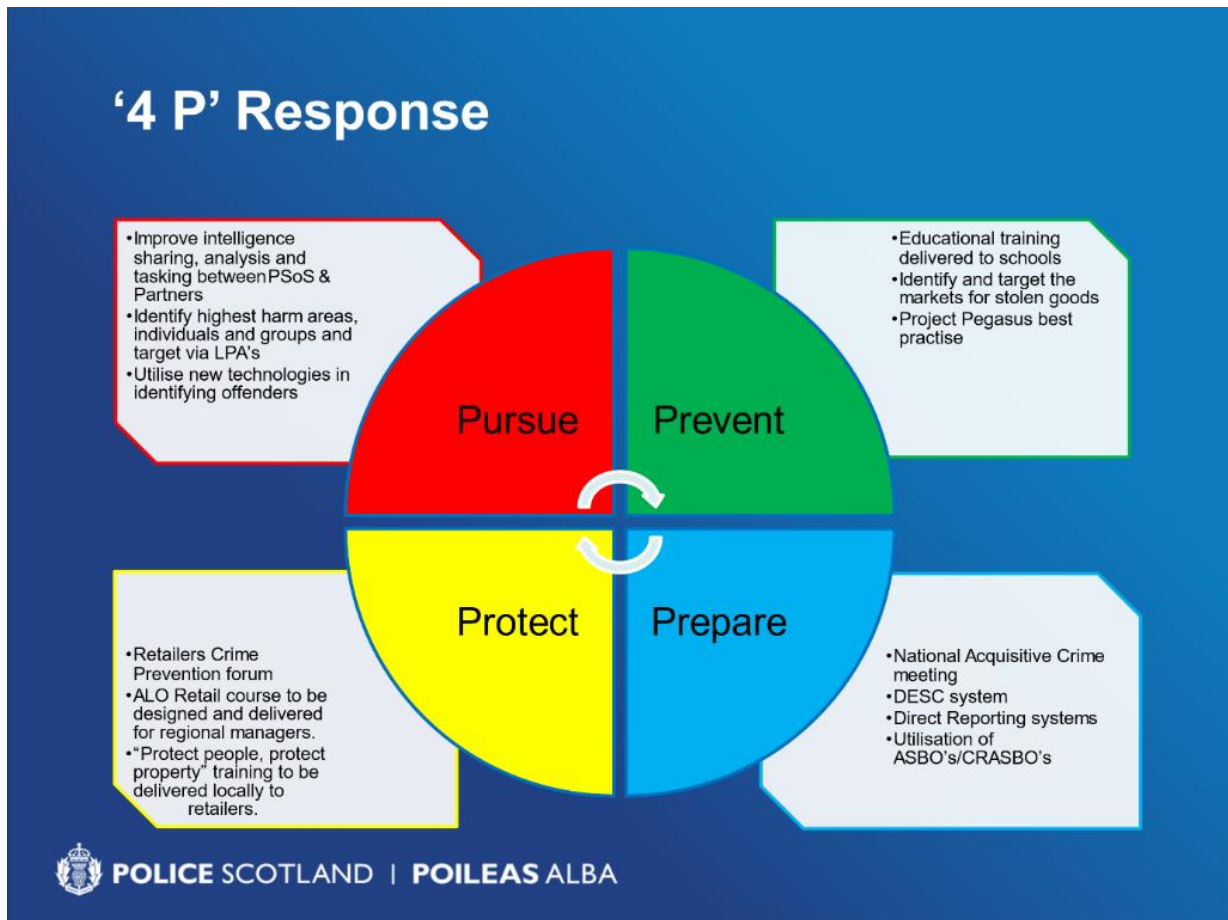 ‘4 P’ Response
•Improve intelligence
sharing, analysis and
tasking between PSoS &
Partners
•Identify highest harm areas,
individuals and groups and
target via LPA's
•Utilise new technologies in
identifying offenders
•Educational training
delivered to schools
•Identify and target the
markets for stolen goods
•Project Pegasus best
practise
Pursue
Prevent
Protect
Prepare
•Retailers Crime
Prevention forum
•ALO Retail course to be
designed and delivered
for regional managers.
•“Protect people, protect
property” training to be
delivered locally to
retailers.
•National Acquisitive Crime
meeting
•DESC system
•Direct Reporting systems
•Utilisation of
ASBO's/CRASBO's
POLICE SCOTLAND | POILEAS ALBA